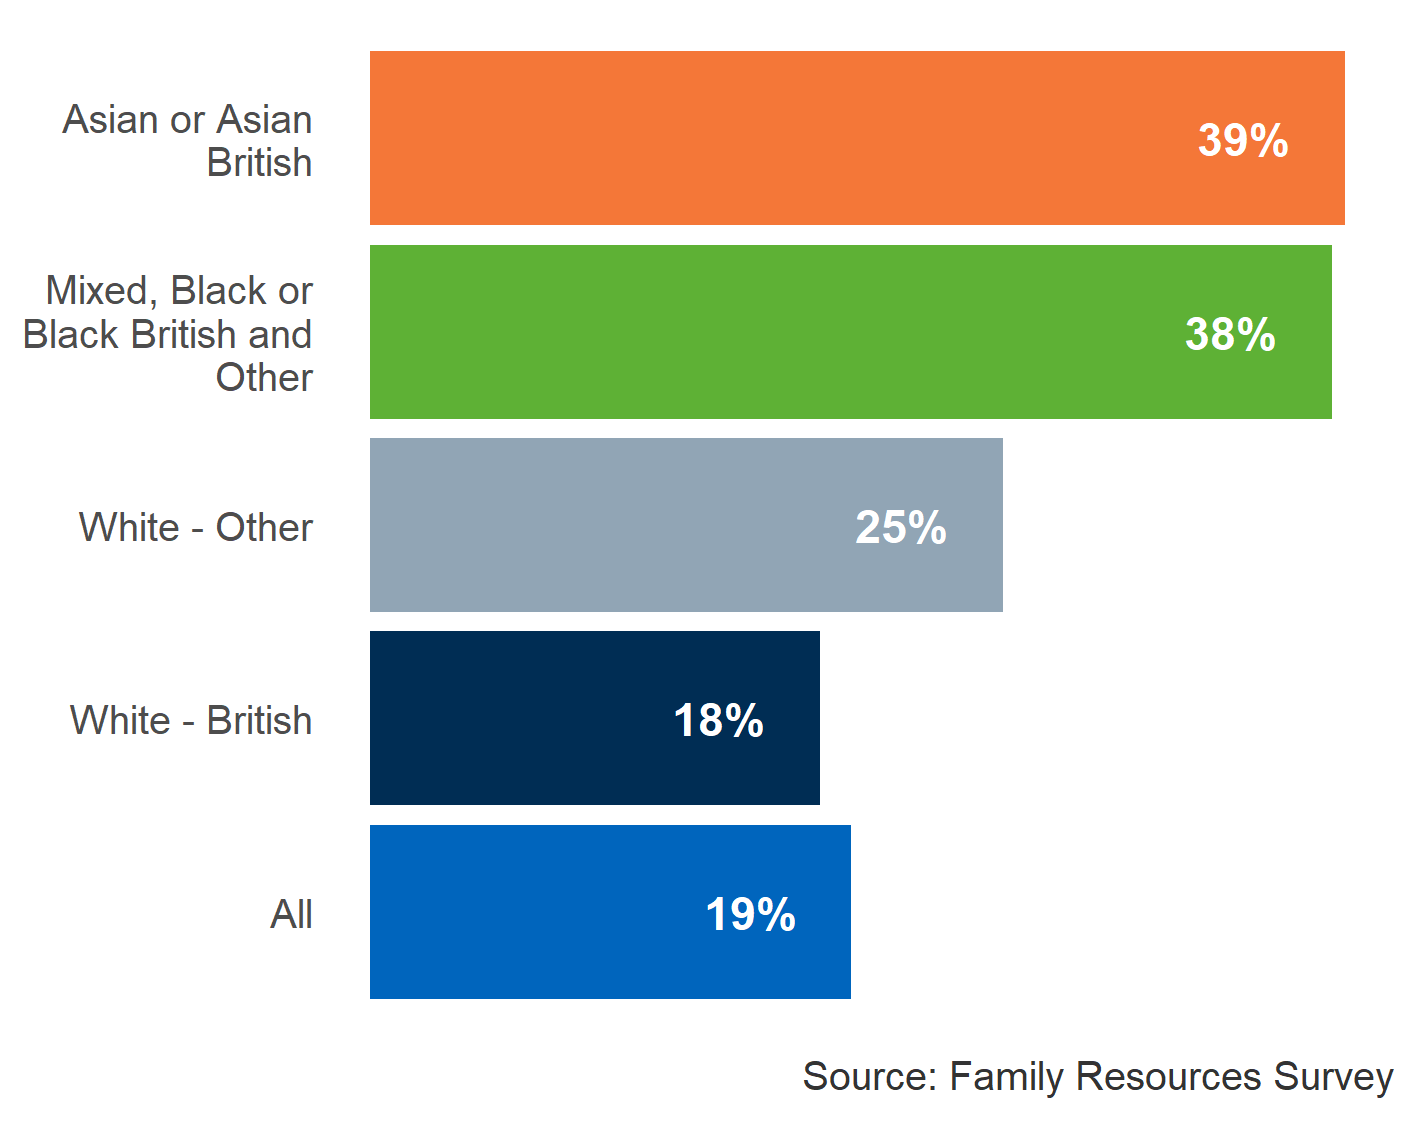 Asian or Asian
British
39%
Mixed, Black or
Black British and
Other
38%
White - Other
25%
White - British
18%
All
19%
Source: Family Resources Survey